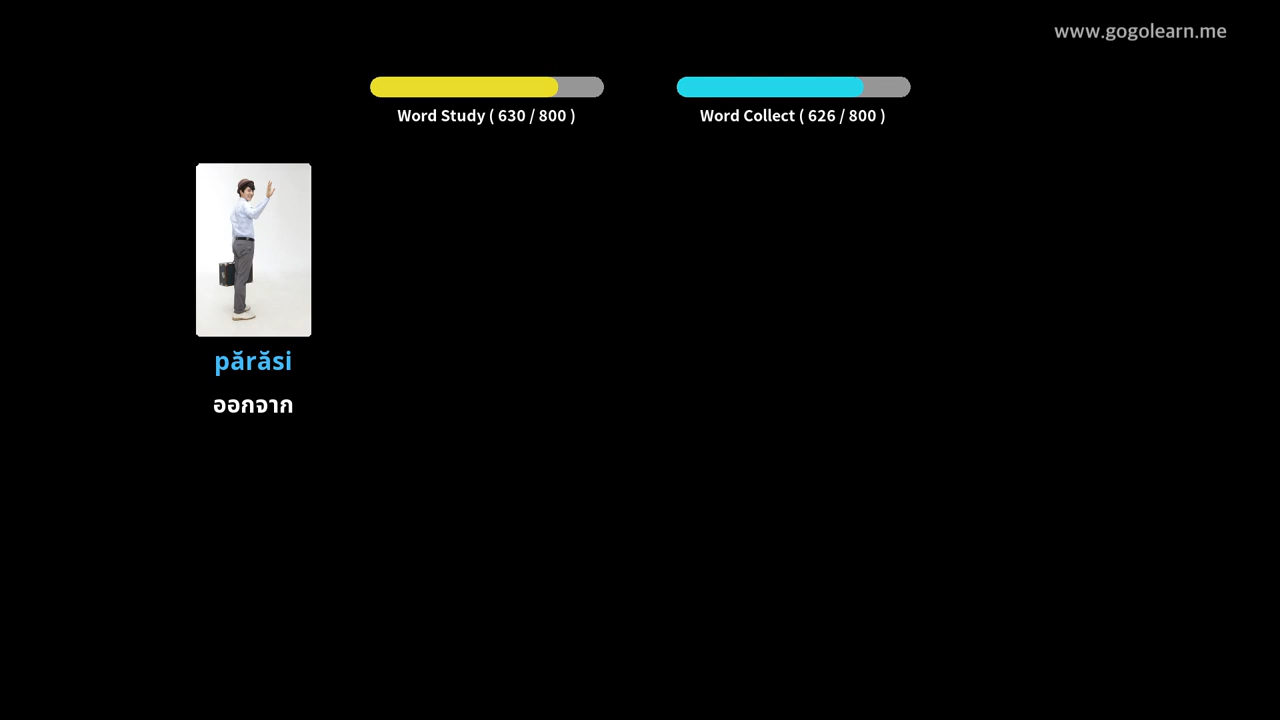 www.gogolearn.me
Word Study ( 630 / 800 )
Word Collect ( 626 / 800 )
părăsi
ออกจาก